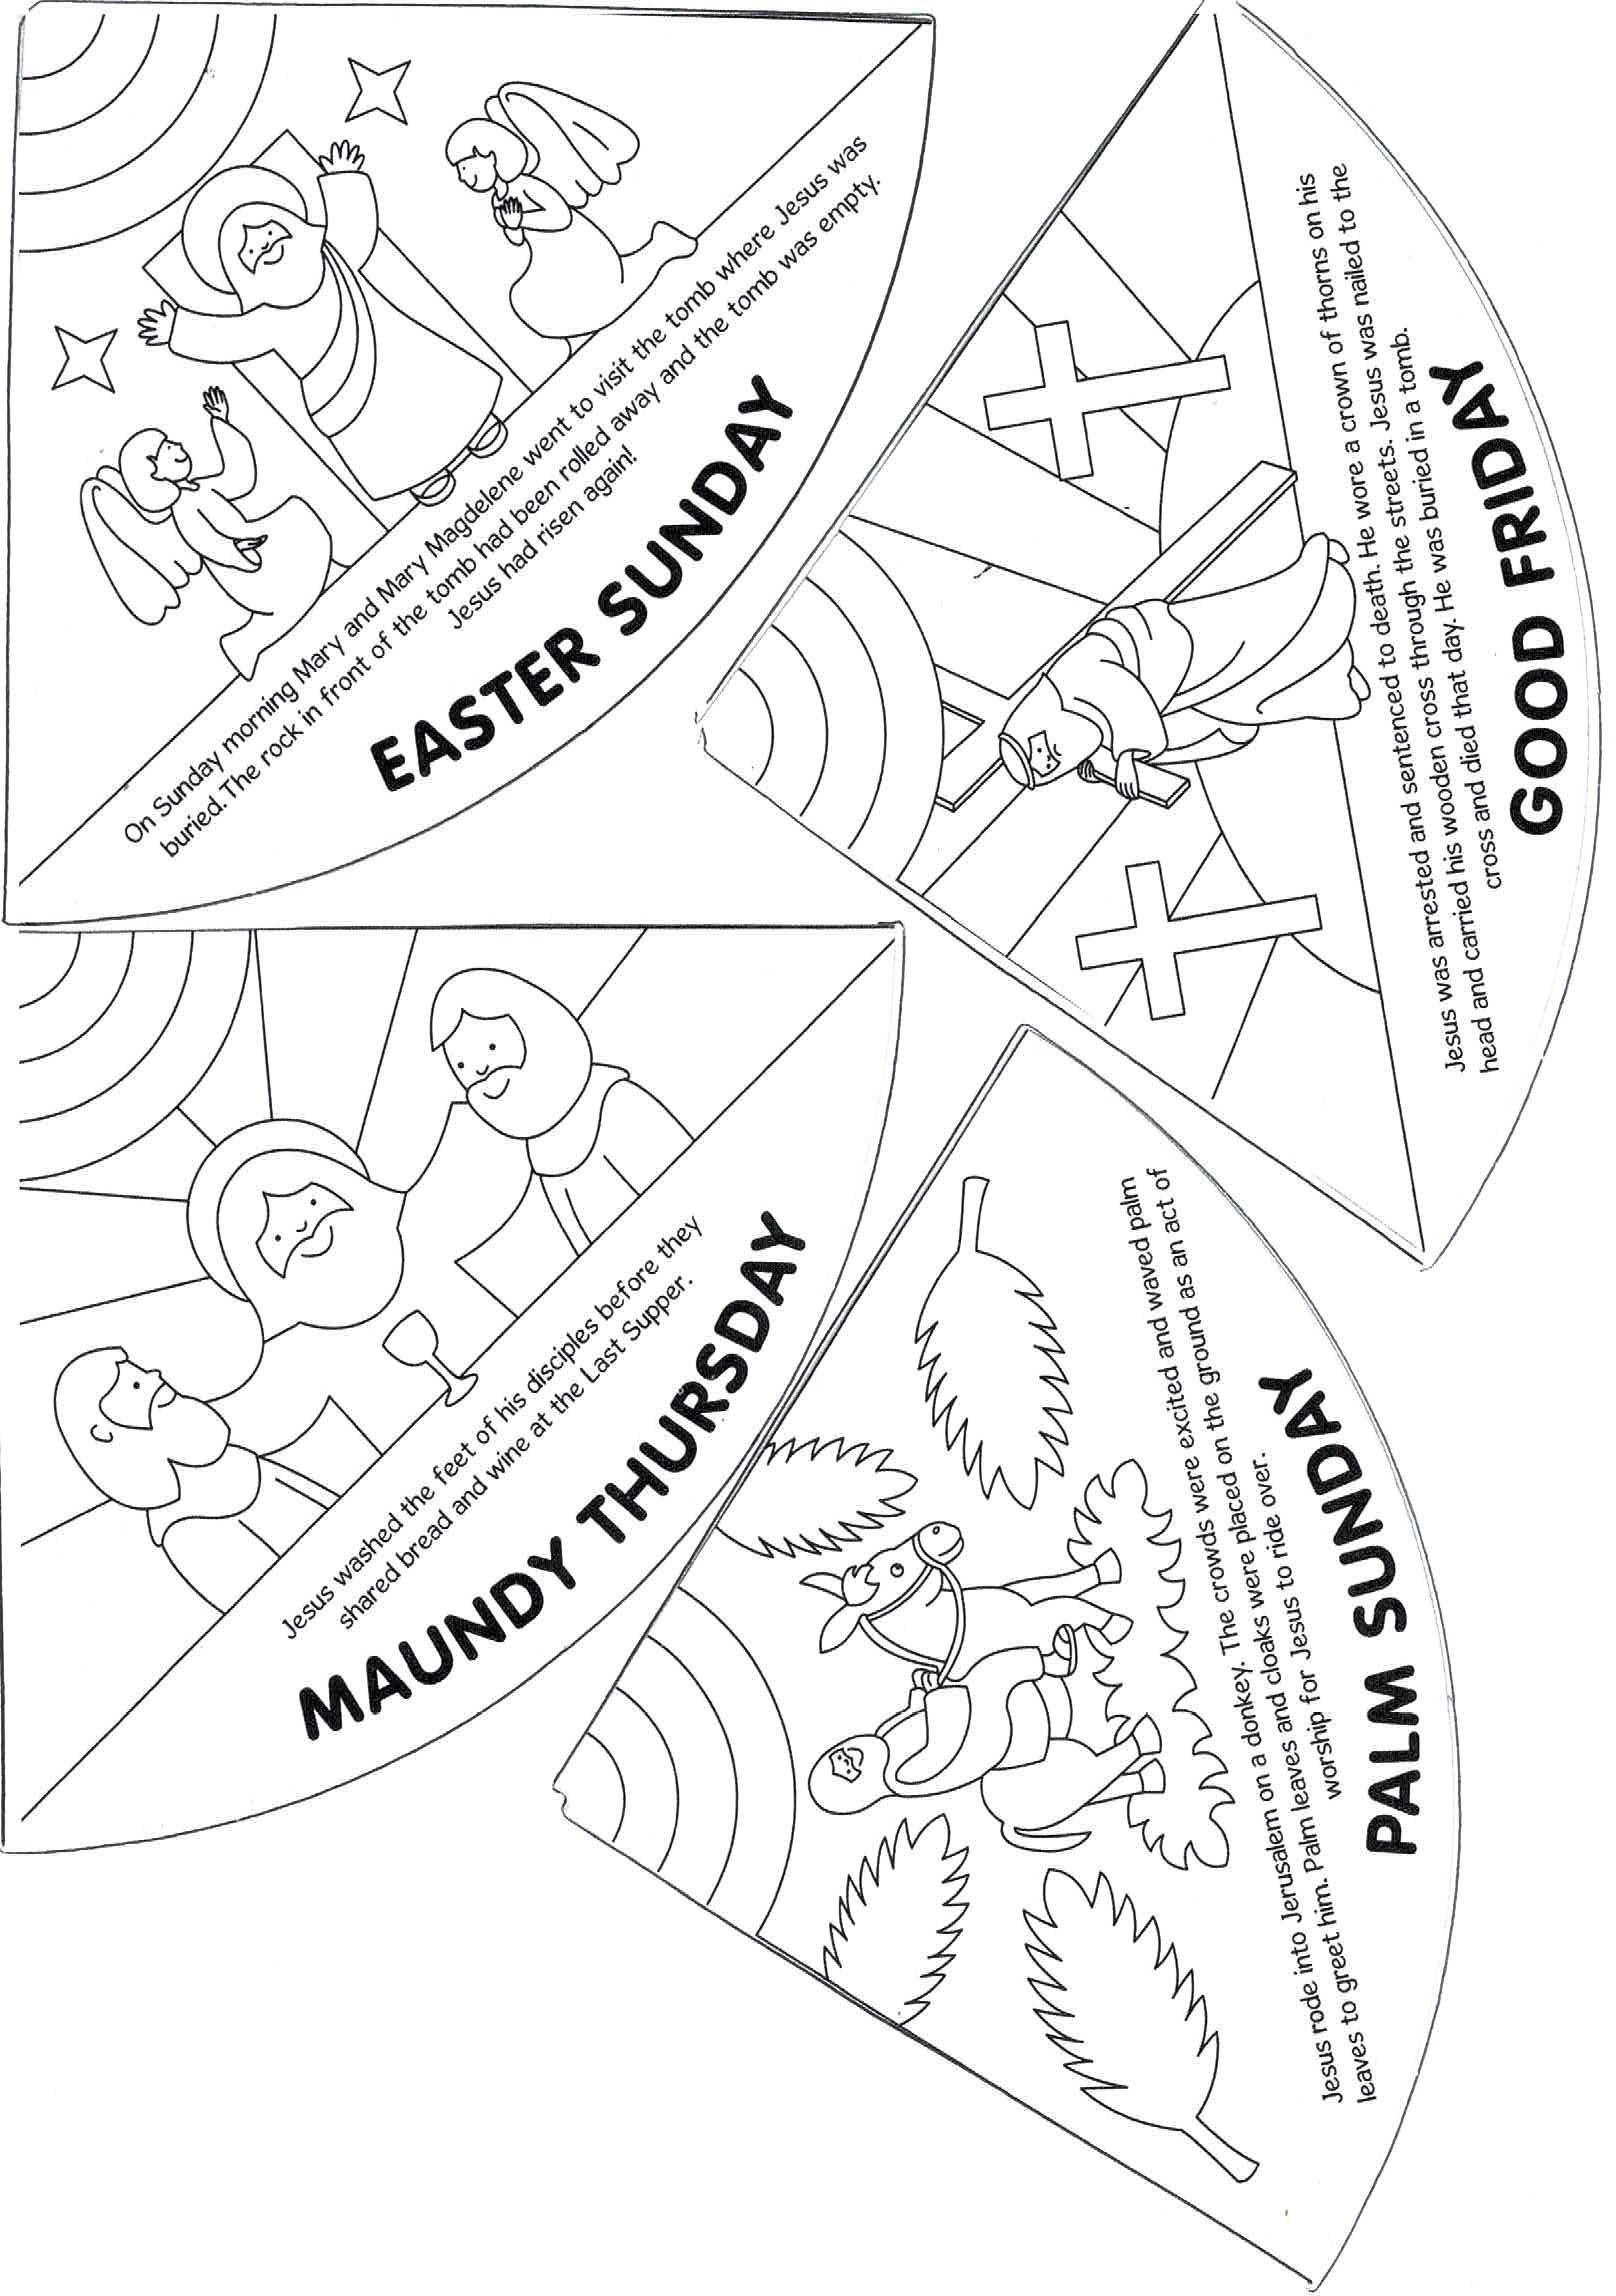 On Sunday morning Mary and Mary Magdelene went to visit the tomb where Jesus was
buried. The rock in front of the tomb had been rolled away and the tomb was empty.
Jesus had risen again!
EASTER SUNDAY
Jesus was arrested and sentenced to death. He wore a crown of thorns on his
head and carried his wooden cross through the streets. Jesus was nailed to the
cross and died that day. He was buried in a tomb.
GOOD FRIDAY
Jesus washed the feet of his disciples before they
shared bread and wine at the Last Supper.
MAUNDY THURSDAY
Jesus rode into Jerusalem on a donkey. The crowds were excited and waved palm
leaves to greet him. Palm leaves and cloaks were placed on the ground as an act of
worship for Jesus to ride over.
PALM SUNDAY